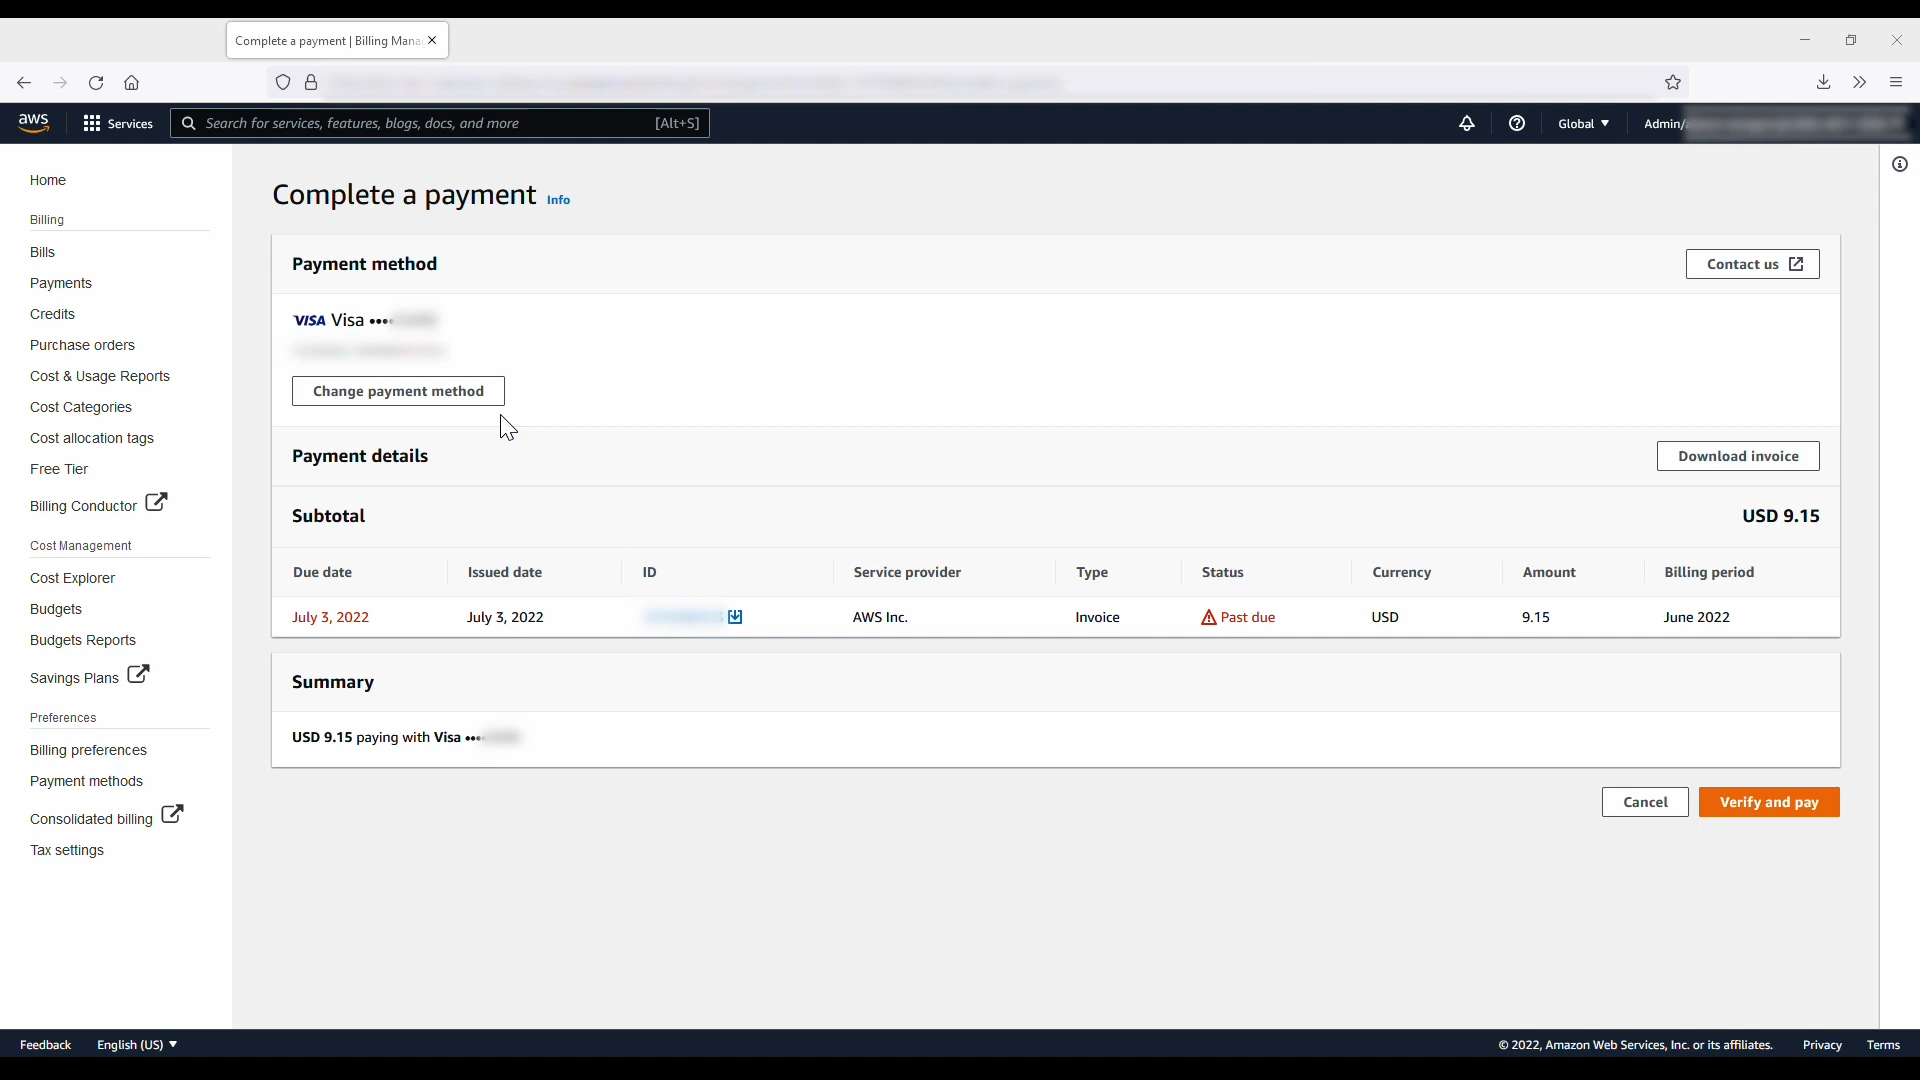 Complete a payment | Billing Mana
aws
Services
Search for services, features, blogs, docs, and more
[Alt+S]
Global
Admin/
Home
Billing
Bills
Payments
Credits
Purchase orders
Cost & Usage Reports
Cost Categories
Cost allocation tags
Free Tier
Billing Conductor
Cost Management
Cost Explorer
Budgets
Budgets Reports
Savings Plans
Preferences
Billing preferences
Payment methods
Consolidated billing
Tax settings
Complete a payment Info
Payment method
Contact us
VISA Visa ••••
Change payment method
Payment details
Download invoice
Subtotal
USD 9.15
Due date Issued date ID Service provider Type Status Currency Amount Billing period
July 3, 2022 July 3, 2022 AWS Inc. Invoice Past due USD 9.15 June 2022
Summary
USD 9.15 paying with Visa ••••
Cancel
Verify and pay
Feedback
English (US)
© 2022, Amazon Web Services, Inc. or its affiliates.
Privacy
Terms